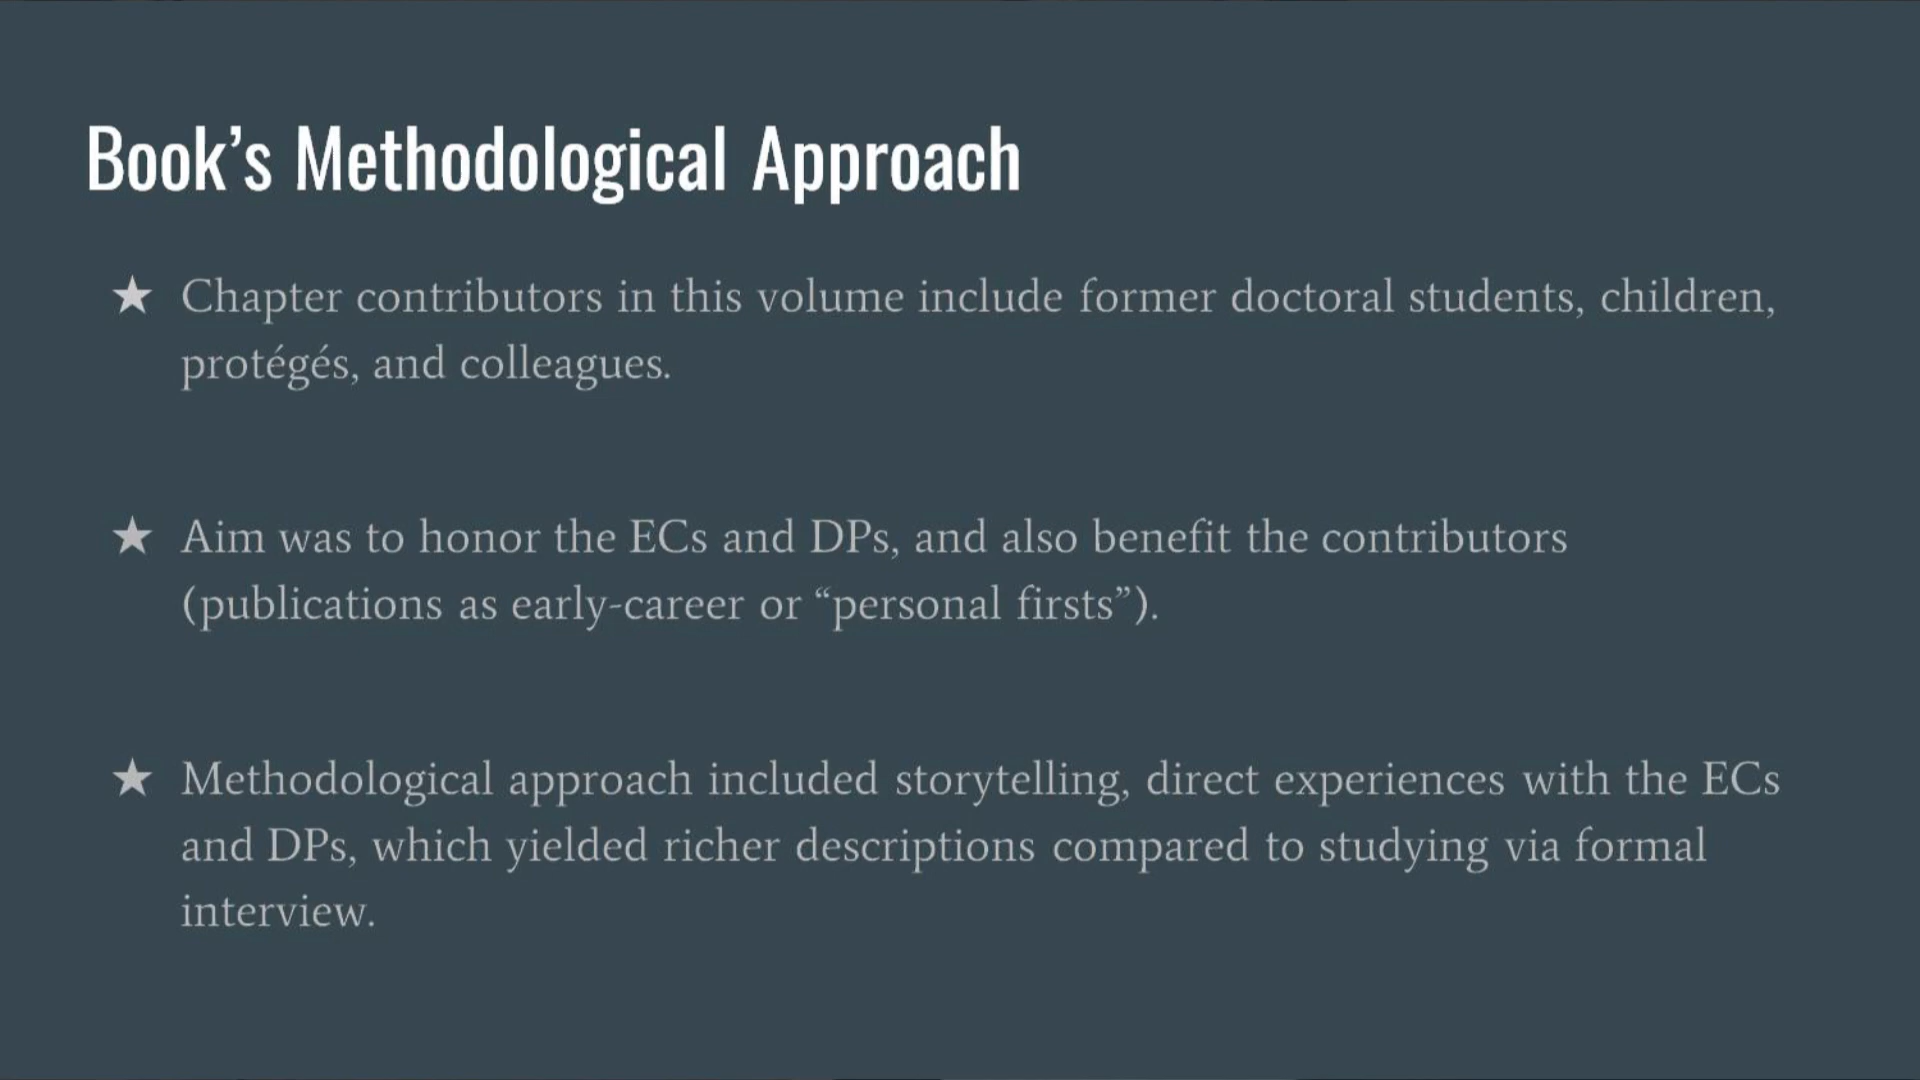 Book’s Methodological Approach
★ Chapter contributors in this volume include former doctoral students, children,
protégés, and colleagues.
★ Aim was to honor the ECs and DPs, and also benefit the contributors
(publications as early-career or “personal firsts”).
★ Methodological approach included storytelling, direct experiences with the ECs
and DPs, which yielded richer descriptions compared to studying via formal
interview.